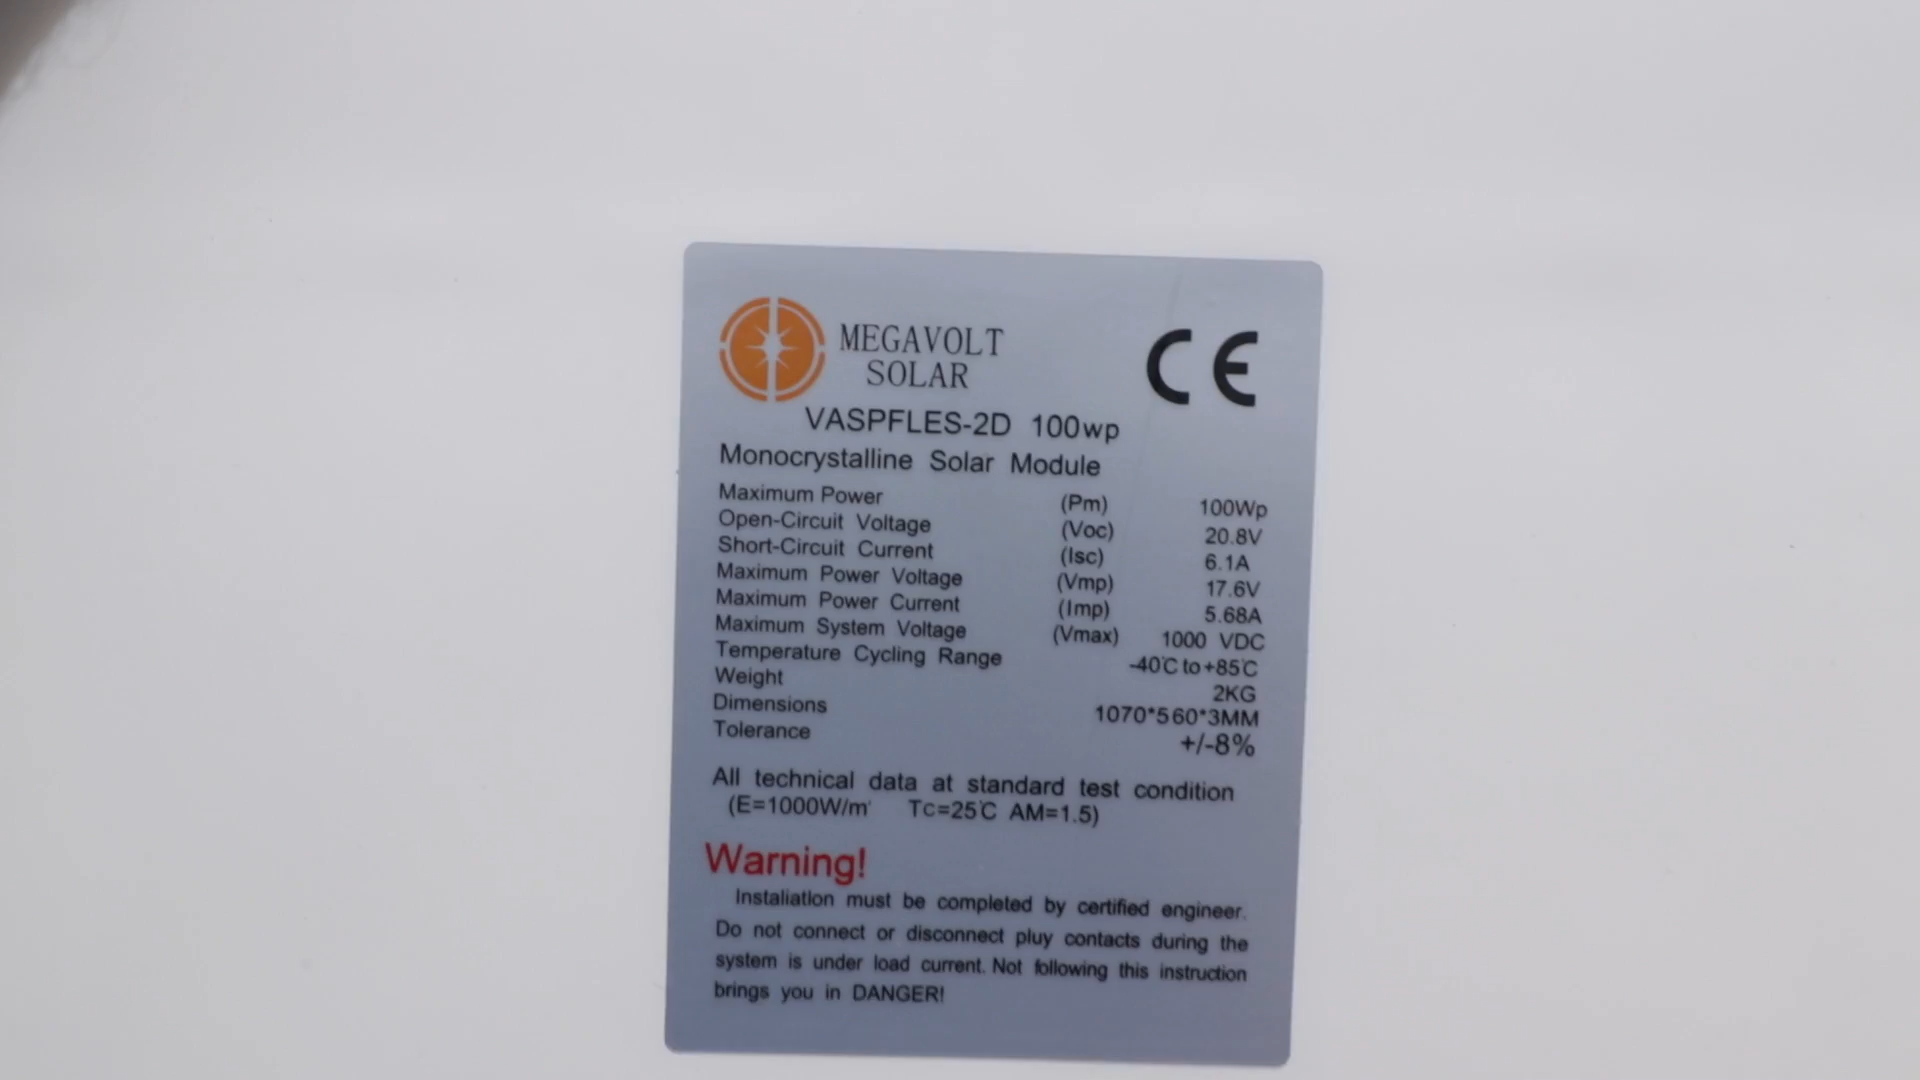 MEGAVOLT
SOLAR
CE
VASPFLES-2D 100wp
Monocrystalline Solar Module
Maximum Power (Pm) 100Wp
Open-Circuit Voltage (Voc) 20.8V
Short-Circuit Current (Isc) 6.1A
Maximum Power Voltage (Vmp) 17.6V
Maximum Power Current (Imp) 5.68A
Maximum System Voltage (Vmax) 1000 VDC
Temperature Cycling Range -40℃ to +85℃
Weight 2KG
Dimensions 1070*560*3MM
Tolerance +/-8%
All technical data at standard test condition
(E=1000W/m' Tc=25℃ AM=1.5)
Warning!
Instaliation must be completed by certified engineer.
Do not connect or disconnect pluy contacts during the
system is under load current. Not following this instruction
brings you in DANGER!